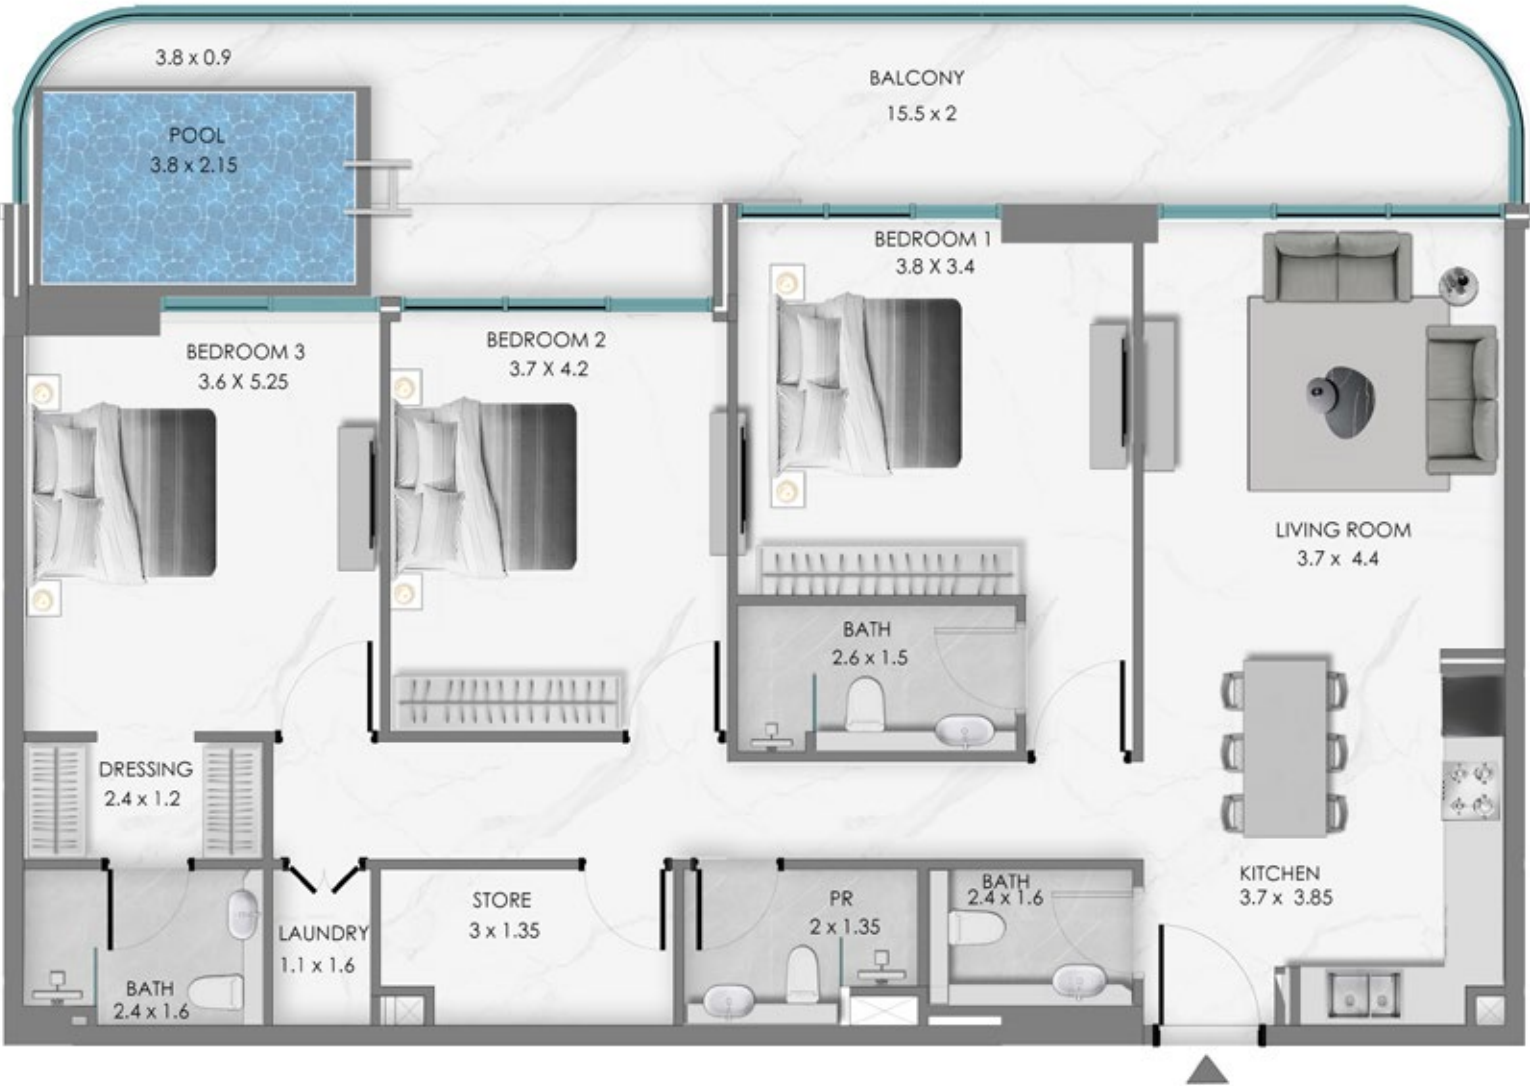 3.8 x 0.9
BALCONY
15.5 x 2
POOL
3.8 x 2.15
BEDROOM 1
3.8 X 3.4
BEDROOM 3
3.6 X 5.25
BEDROOM 2
3.7 X 4.2
LIVING ROOM
3.7 x 4.4
BATH
2.6 x 1.5
DRESSING
2.4 x 1.2
KITCHEN
3.7 x 3.85
STORE
3 x 1.35
PR
2 x 1.35
BATH
2.4 x 1.6
LAUNDRY
1.1 x 1.6
BATH
2.4 x 1.6